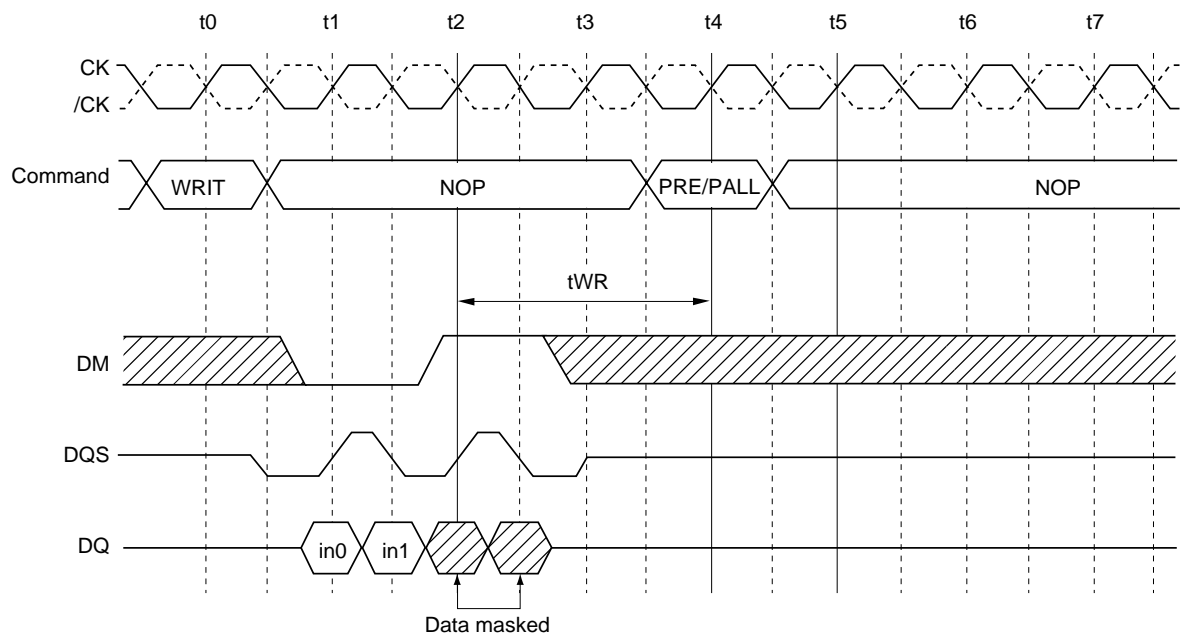 t0 t1 t2 t3 t4 t5 t6 t7
CK
/CK
Command WRIT NOP PRE/PALL NOP
tWR
DM
DQS
DQ in0 in1
Data masked